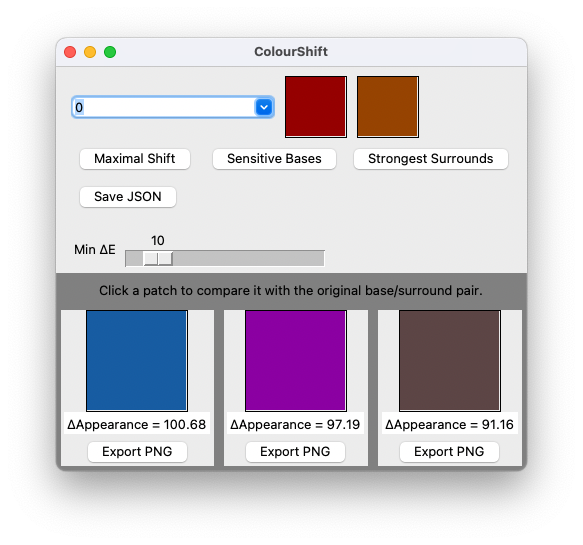 ColourShift
0
Maximal Shift
Sensitive Bases
Strongest Surrounds
Save JSON
10
Min ΔE
Click a patch to compare it with the original base/surround pair.
ΔAppearance = 100.68
ΔAppearance = 97.19
ΔAppearance = 91.16
Export PNG
Export PNG
Export PNG